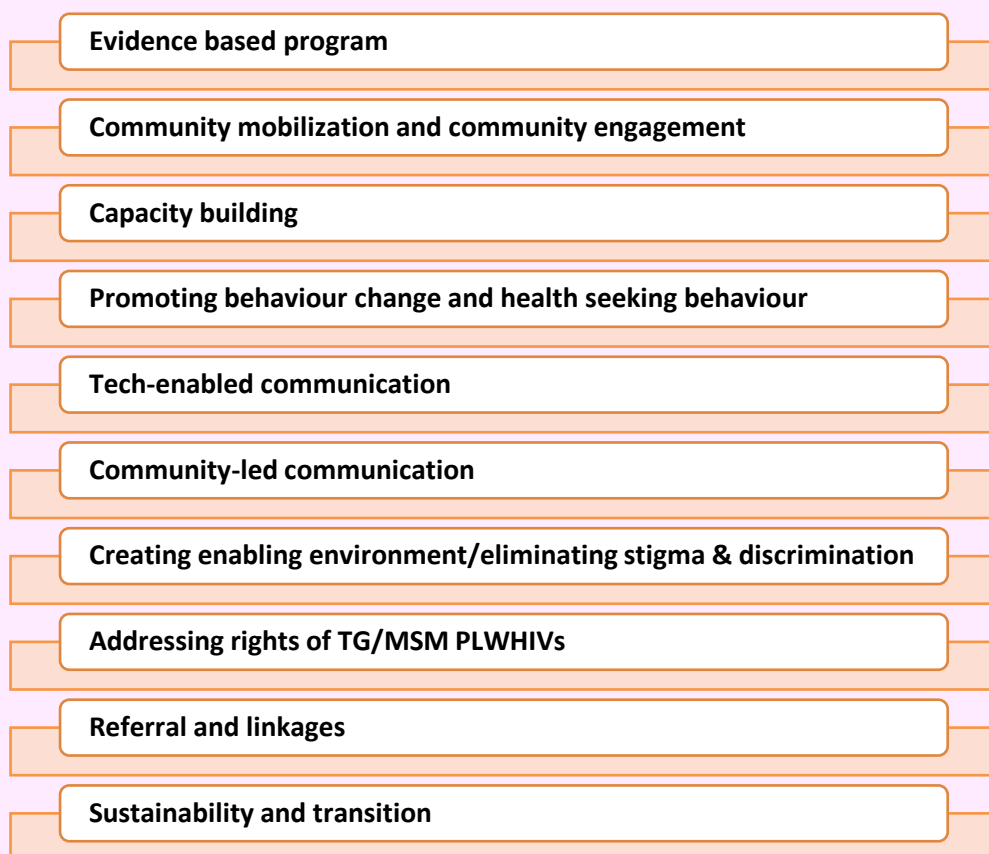 Evidence based program
Community mobilization and community engagement
Capacity building
Promoting behaviour change and health seeking behaviour
Tech-enabled communication
Community-led communication
Creating enabling environment/eliminating stigma & discrimination
Addressing rights of TG/MSM PLWHIVs
Referral and linkages
Sustainability and transition